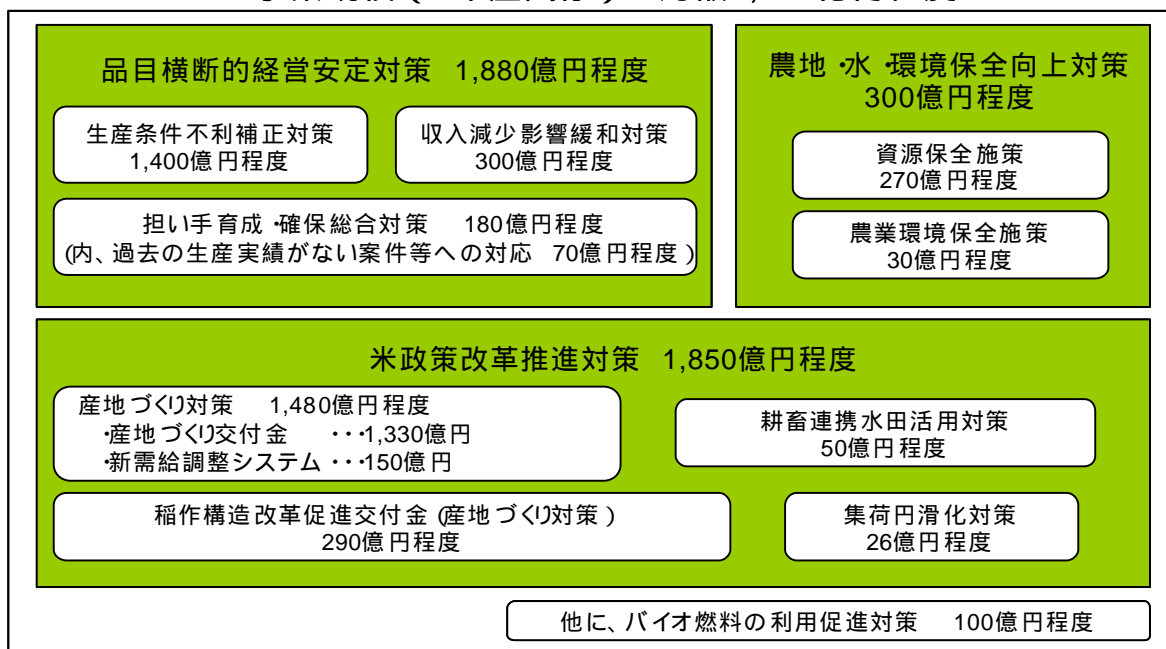 品目横断的経営安定対策 1,880億円程度
生産条件不利補正対策
1,400億円程度
収入減少影響緩和対策
300億円程度
担い手育成・確保総合対策 180億円程度
(内、過去の生産実績がない案件等への対応 70億円程度)
農地・水・環境保全向上対策
300億円程度
資源保全施策
270億円程度
農業環境保全施策
30億円程度
米政策改革推進対策 1,850億円程度
産地づくり対策 1,480億円程度
・産地づくり交付金 ・・・1,330億円
・新需給調整システム ・・・150億円
耕畜連携水田活用対策
50億円程度
稲作構造改革促進交付金(産地づくり対策)
290億円程度
集荷円滑化対策
26億円程度
他に、バイオ燃料の利用促進対策 100億円程度